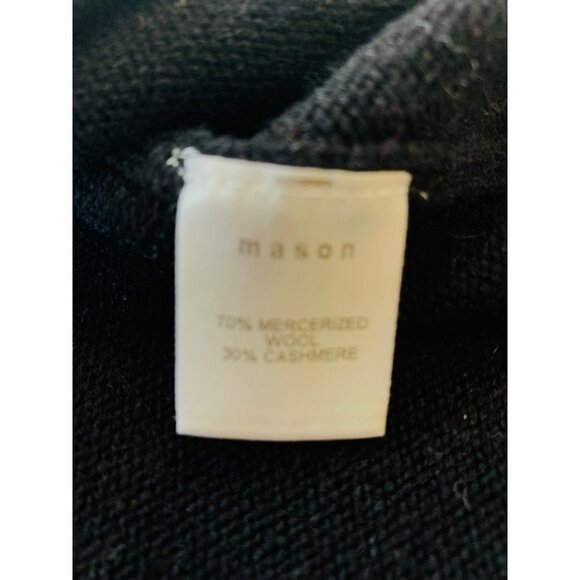 mason
70% MERCERIZED
WOOL
30% CASHMERE